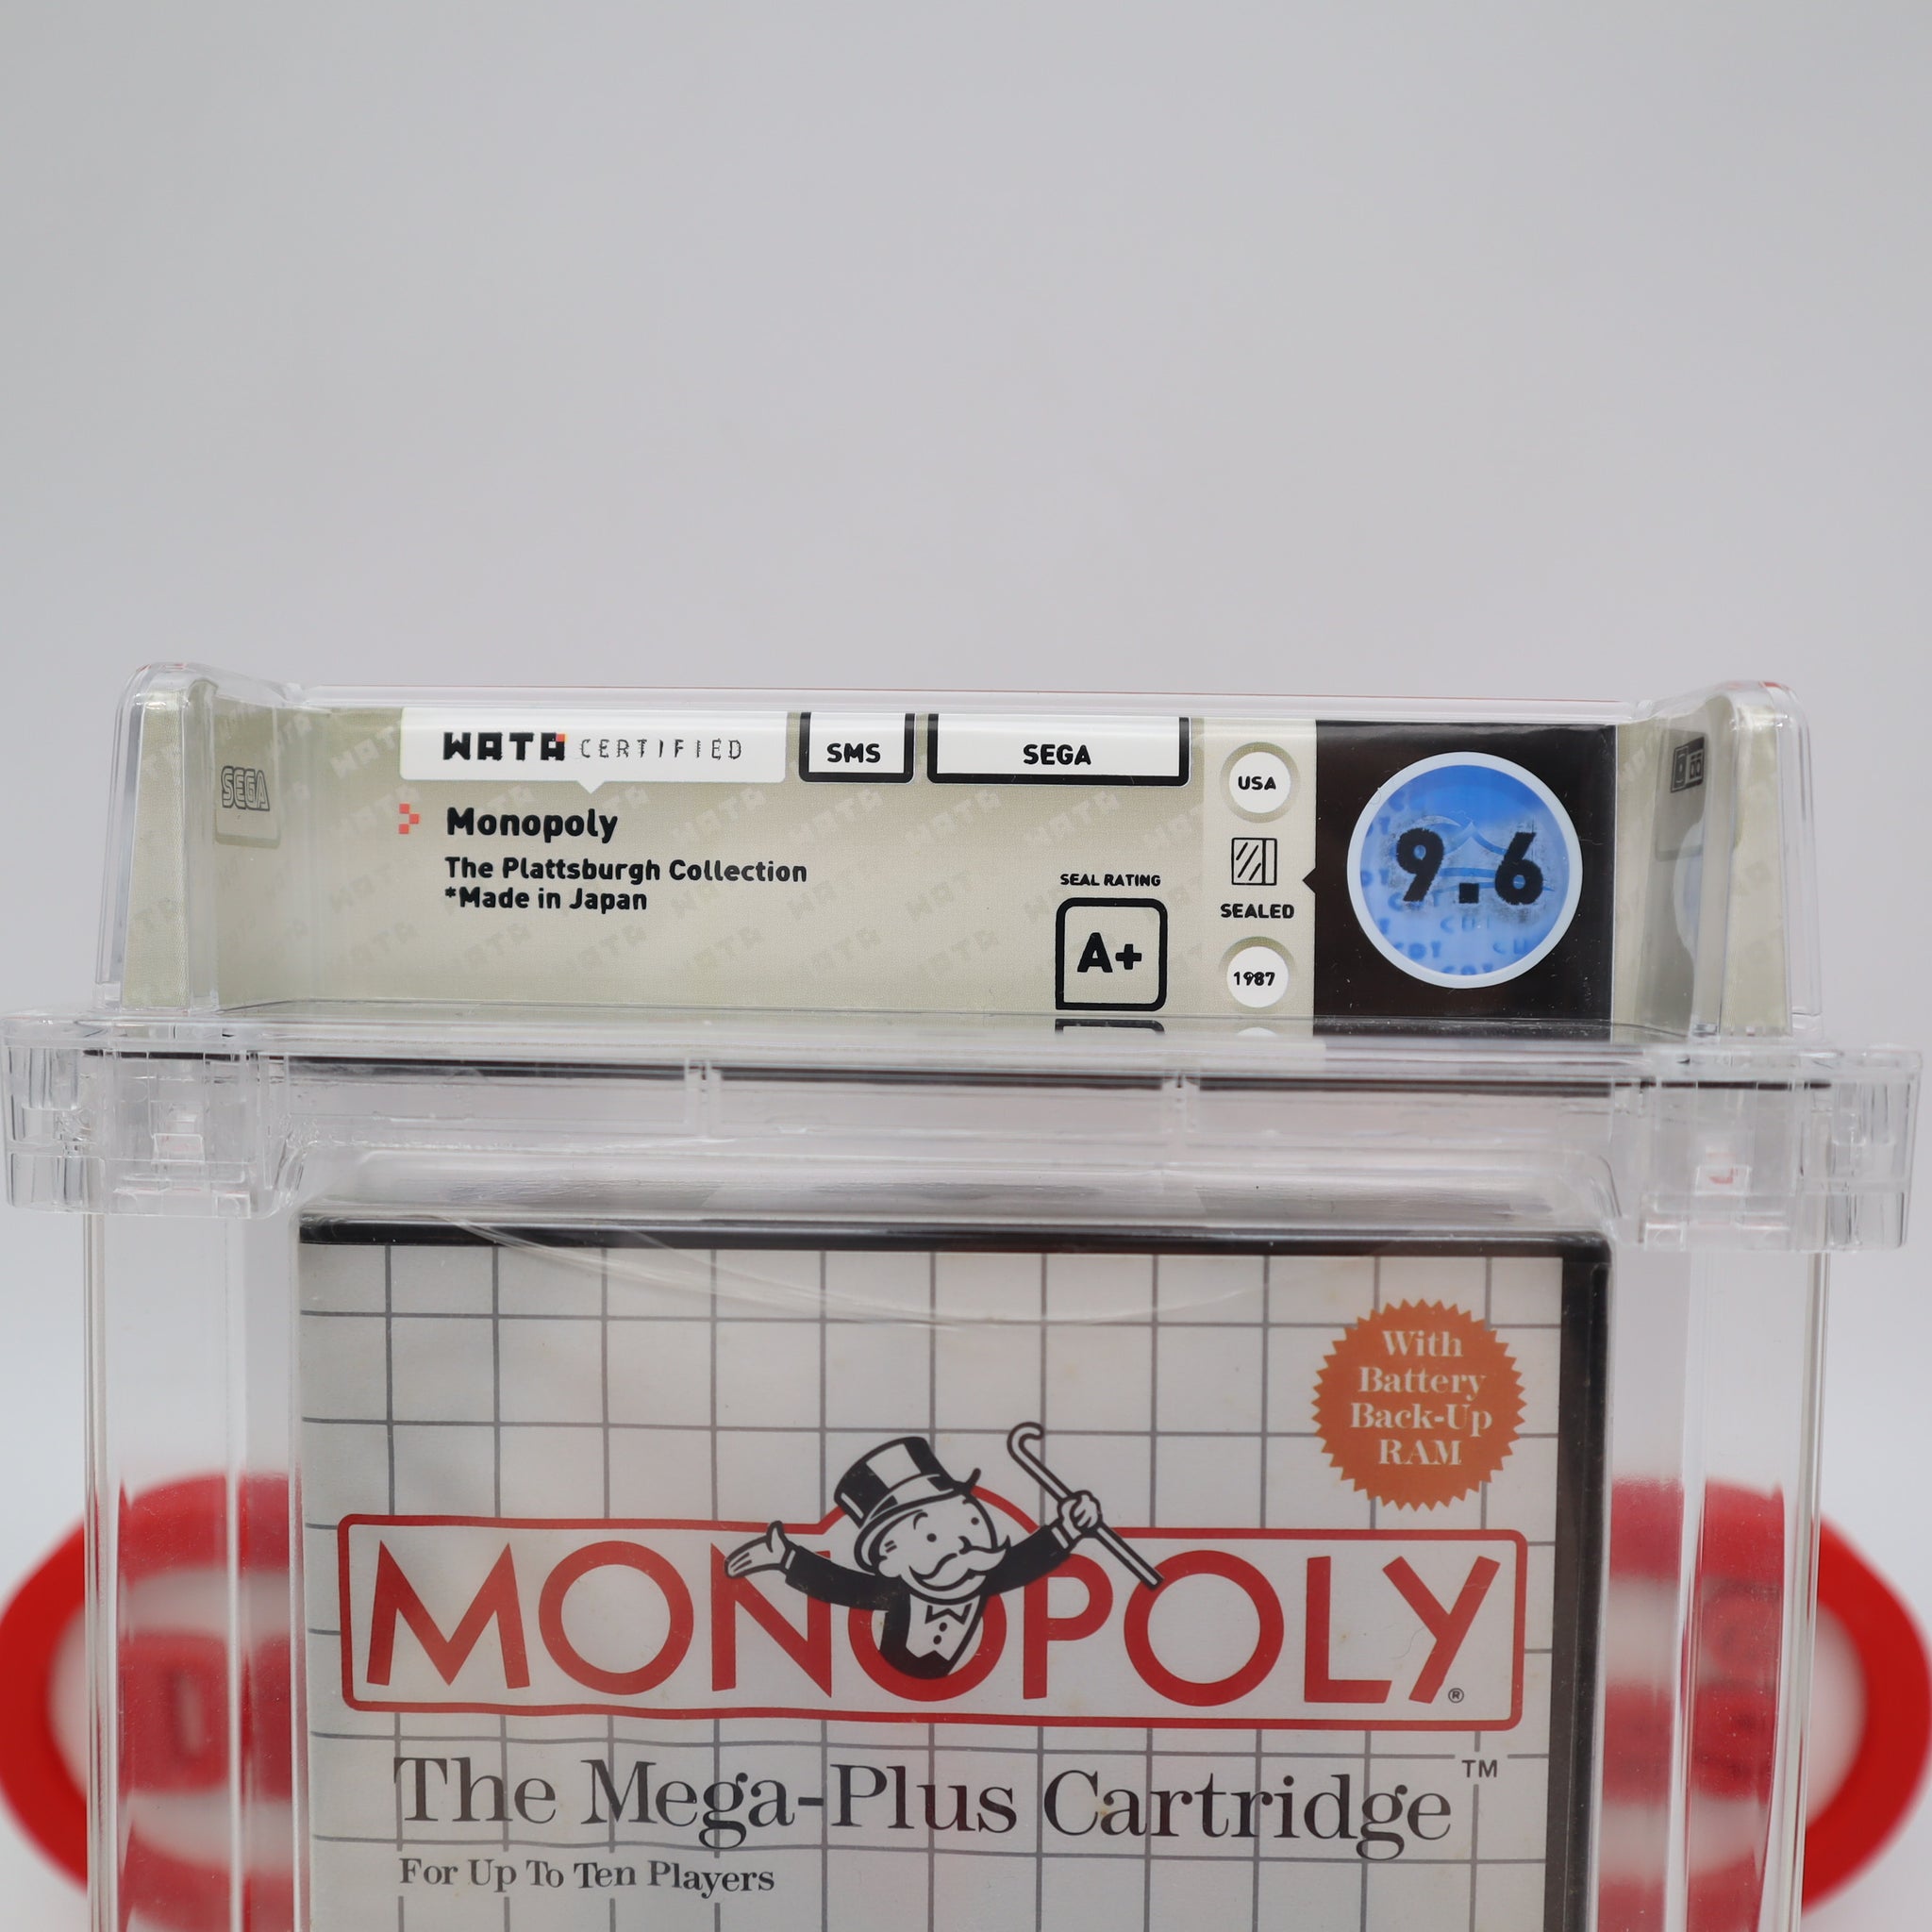 WATA CERTIFIED
SMS
SEGA
SEGA
USA
Monopoly
The Plattsburgh Collection
*Made in Japan
SEAL RATING
A+
SEALED
1987
9.6
With
Battery
Back-Up
RAM
MONOPOLY®
The Mega-Plus Cartridge™
For Up To Ten Players